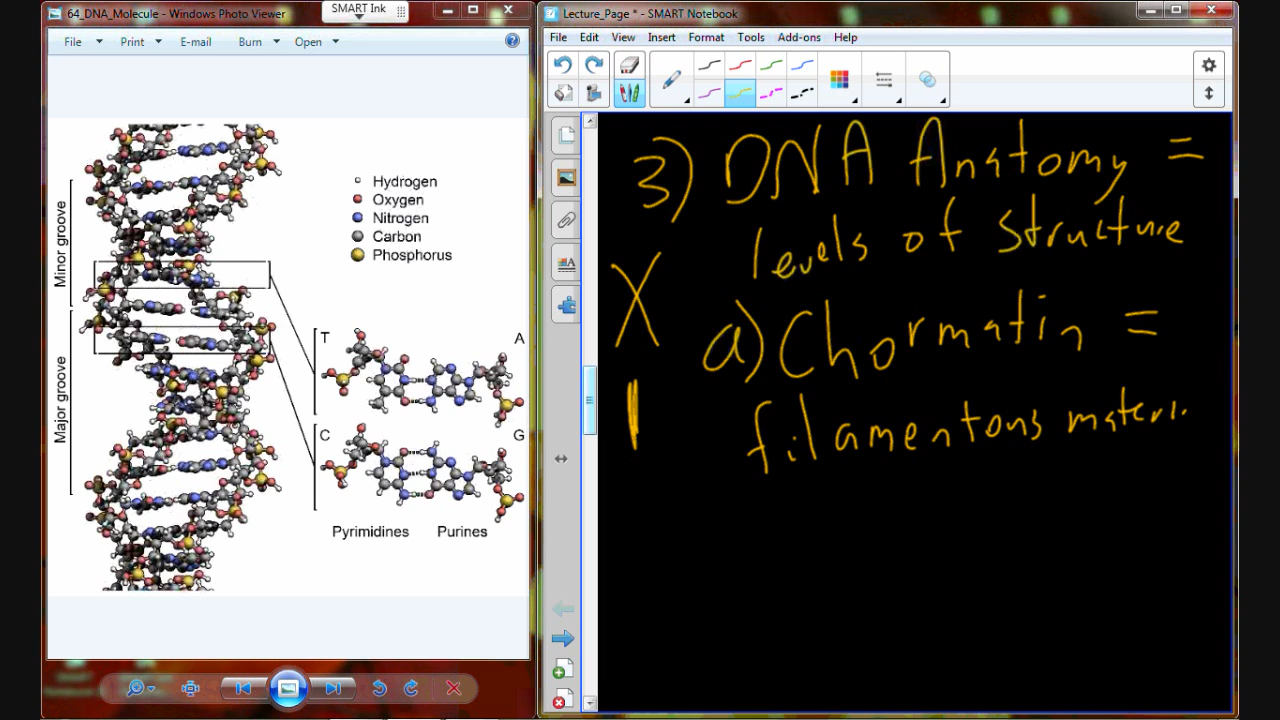 64_DNA_Molecule - Windows Photo Viewer
SMART Ink
File Print E-mail Burn Open
Minor groove
Major groove
Hydrogen
Oxygen
Nitrogen
Carbon
Phosphorus
T A
C G
Pyrimidines Purines
Lecture_Page * - SMART Notebook
File Edit View Insert Format Tools Add-ons Help
3) DNA Anatomy =
levels of structure
X a) Chormatin =
filamentous materi